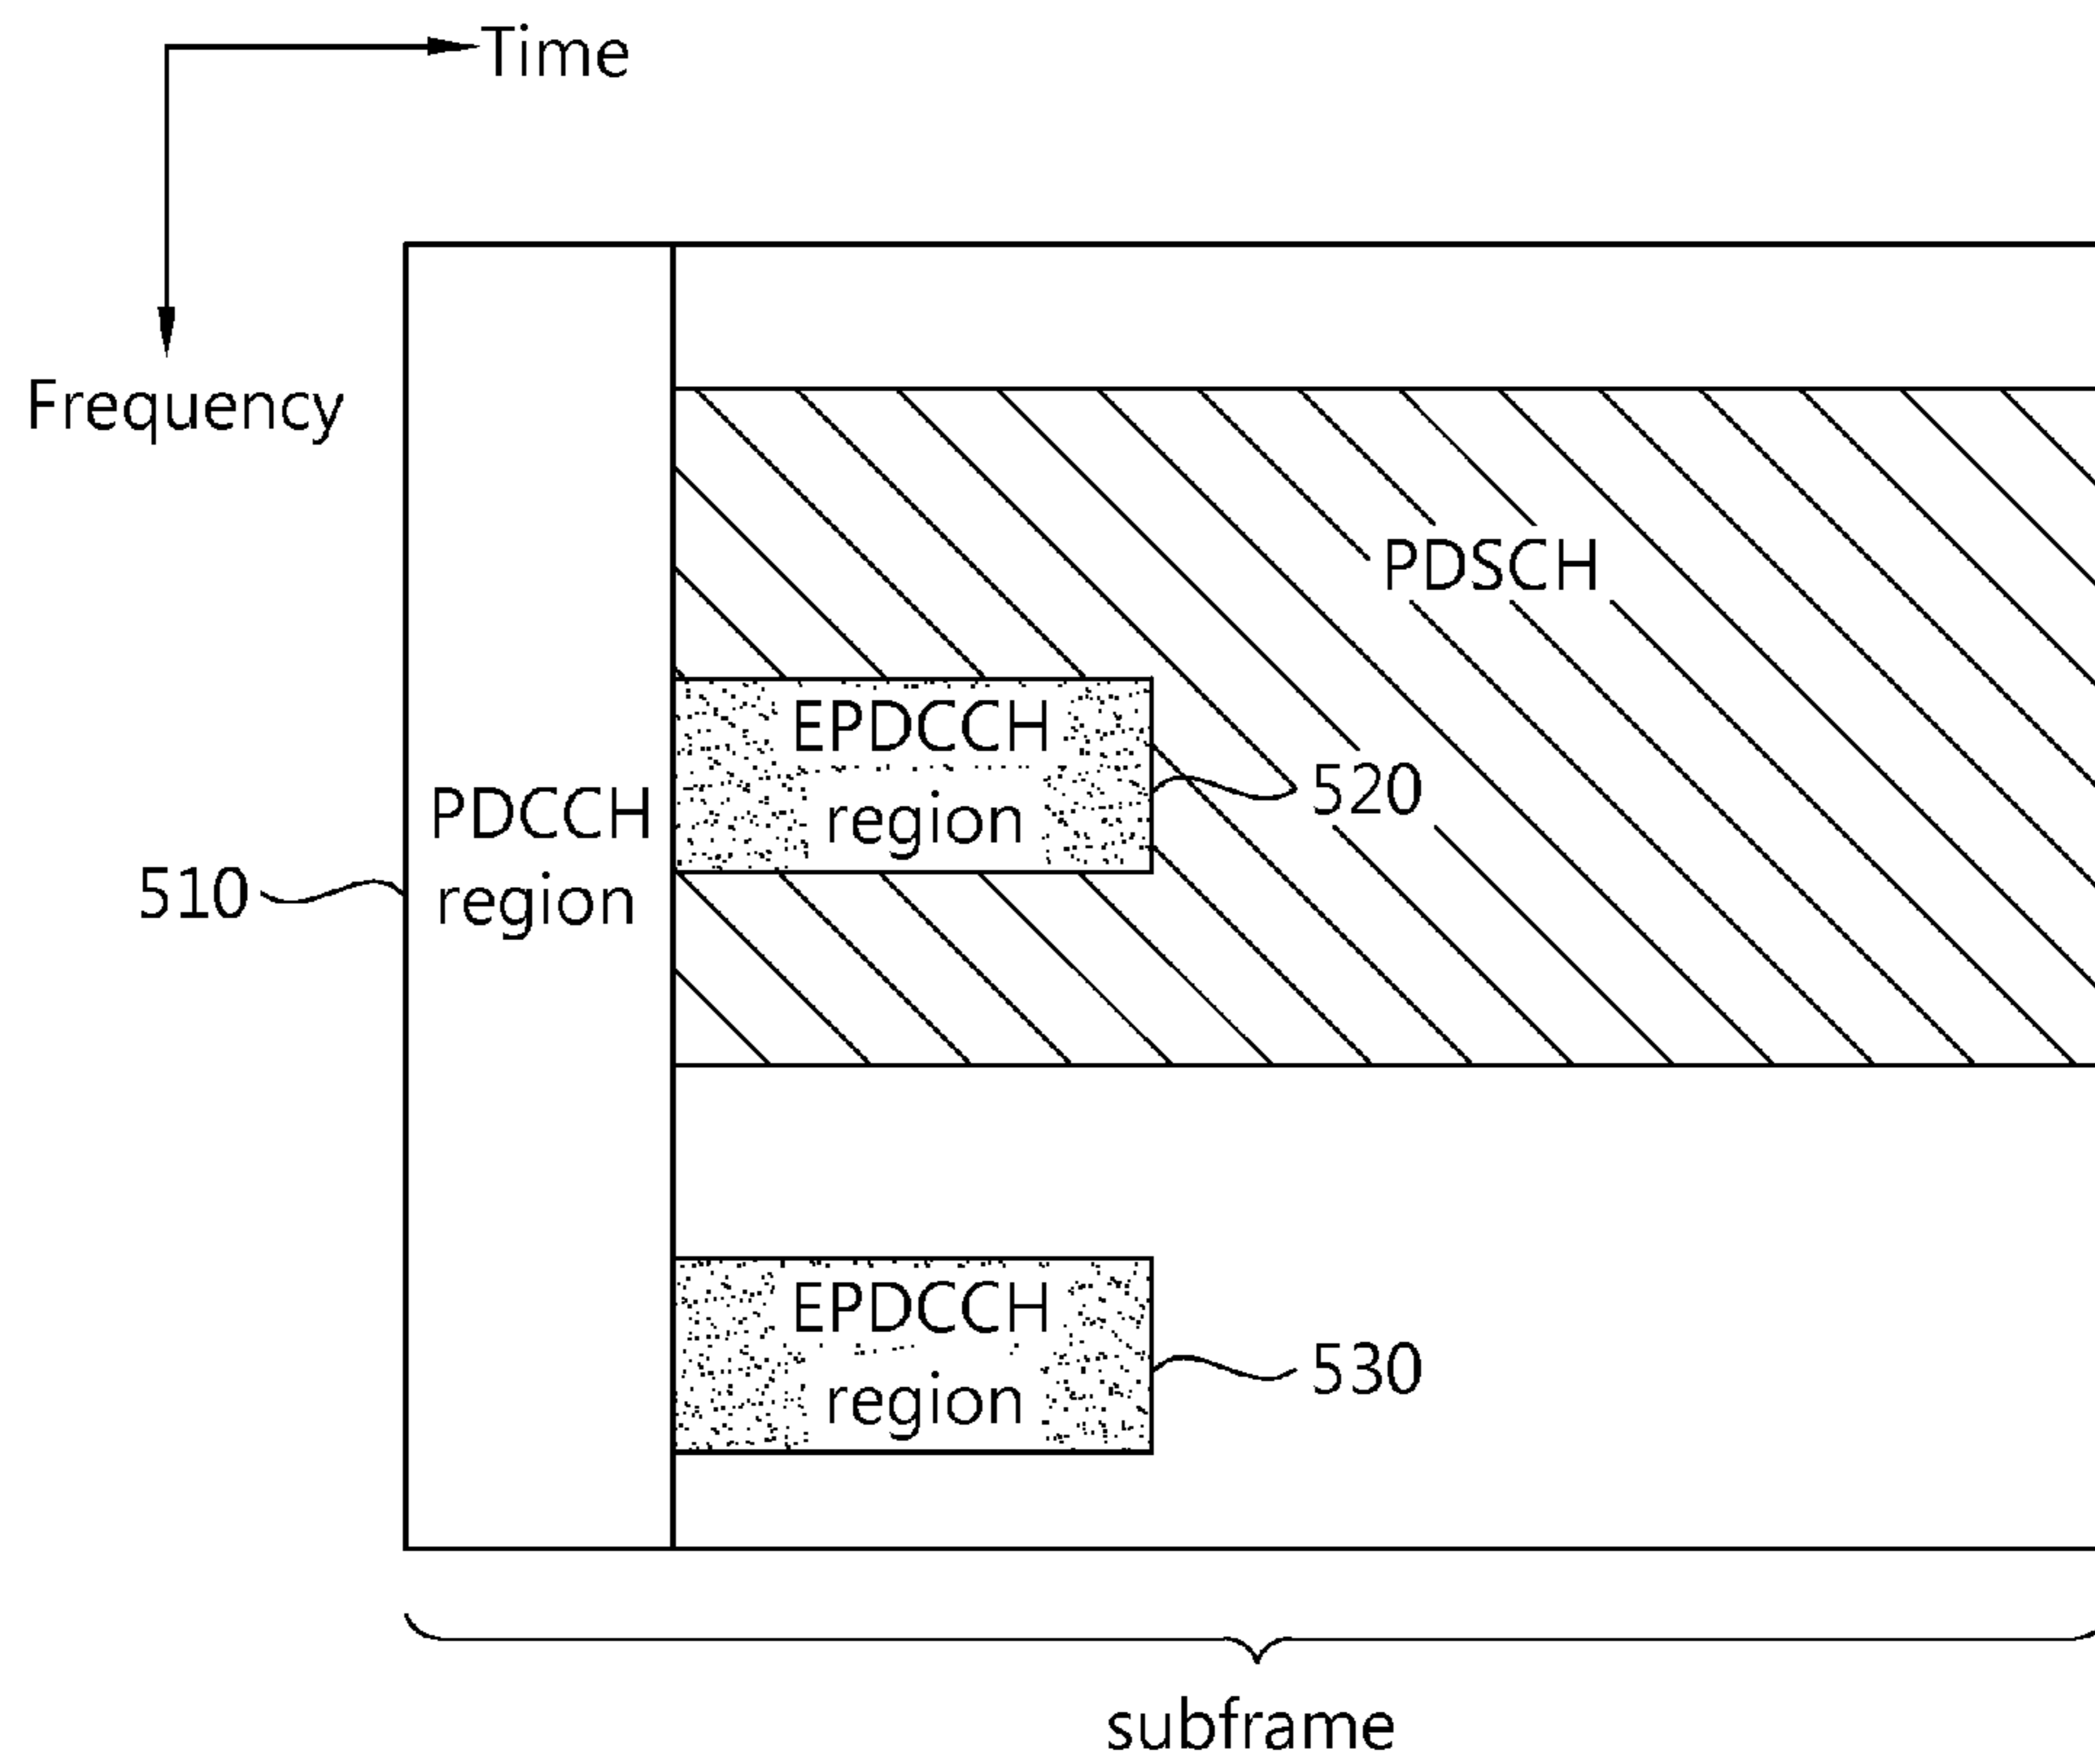 Time
Frequency
PDSCH
EPDCCH
region
520
PDCCH
region
510
EPDCCH
region
530
subframe